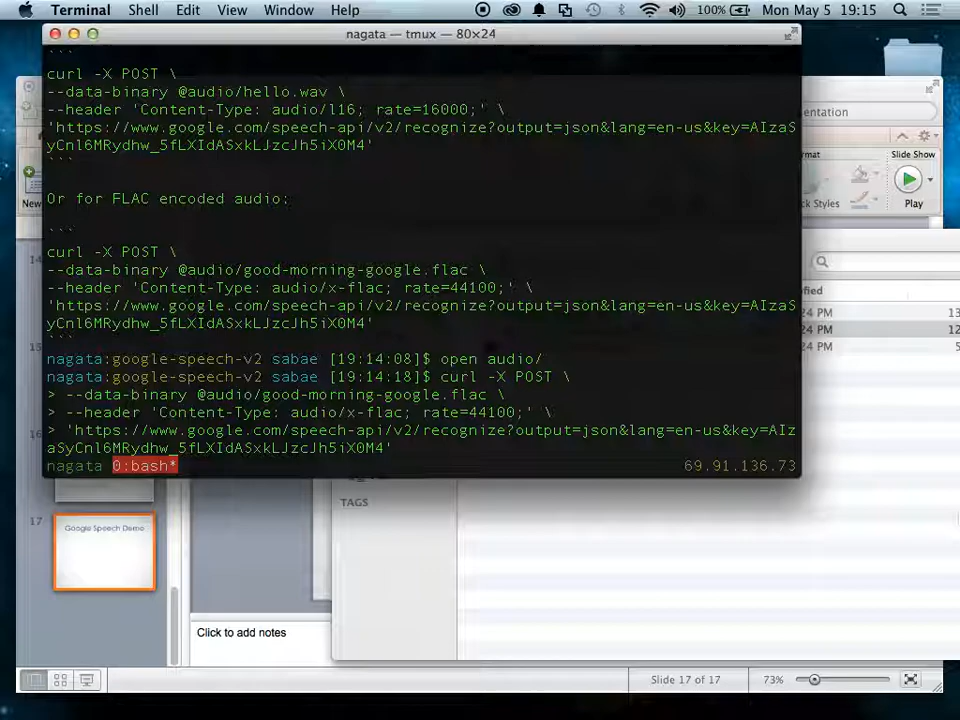 Terminal Shell Edit View Window Help 100% Mon May 5 19:15
nagata — tmux — 80×24
```
curl -X POST \
--data-binary @audio/hello.wav \
--header 'Content-Type: audio/l16; rate=16000;' \
'https://www.google.com/speech-api/v2/recognize?output=json&lang=en-us&key=AIzaS
yCnl6MRydhw_5fLXIdASxkLJzcJh5iX0M4'
```
Or for FLAC encoded audio:
```
curl -X POST \
--data-binary @audio/good-morning-google.flac \
--header 'Content-Type: audio/x-flac; rate=44100;' \
'https://www.google.com/speech-api/v2/recognize?output=json&lang=en-us&key=AIzaS
yCnl6MRydhw_5fLXIdASxkLJzcJh5iX0M4'
```
nagata:google-speech-v2 sabae [19:14:08]$ open audio/
nagata:google-speech-v2 sabae [19:14:18]$ curl -X POST \
> --data-binary @audio/good-morning-google.flac \
> --header 'Content-Type: audio/x-flac; rate=44100;' \
> 'https://www.google.com/speech-api/v2/recognize?output=json&lang=en-us&key=AIz
aSyCnl6MRydhw_5fLXIdASxkLJzcJh5iX0M4'
nagata 0:bash* 69.91.136.73
entation
rmat
Slide Show
New
ck Styles
Play
14
ified
24 PM 13
24 PM 12
15
24 PM 12
16
TAGS
17
Google Speech Demo
Click to add notes
Slide 17 of 17
73%